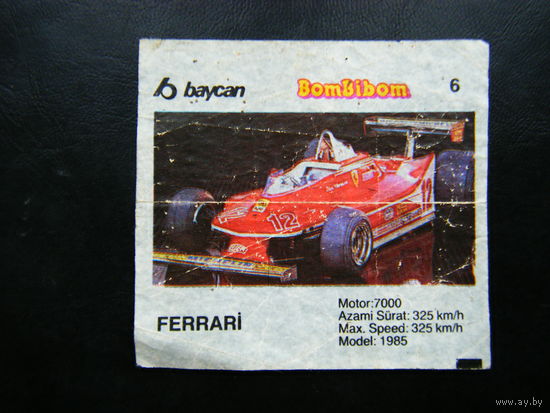 baycan BomBibom 6
12
12
FERRARİ
Motor:7000
Azami Sürat: 325 km/h
Max. Speed: 325 km/h
Model: 1985
www.ay.by